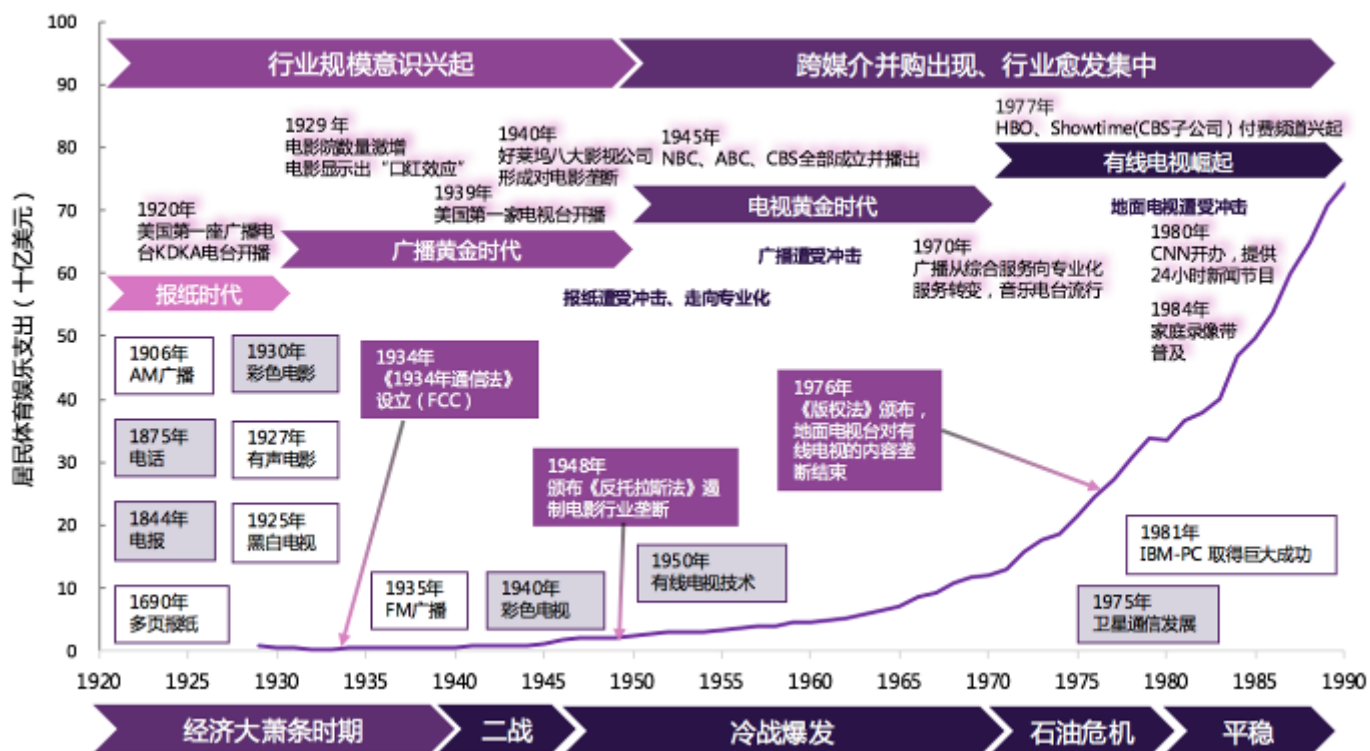 100
90
80
70
60
50
40
30
20
10
0
居民体育娱乐支出（十亿美元）
行业规模意识兴起
跨媒介并购出现、行业愈发集中
1929 年
电影院数量激增
电影显示出“口红效应”
1940年
好莱坞八大影视公司
形成对电影垄断
1945年
NBC、ABC、CBS全部成立并播出
1977年
HBO、Showtime(CBS子公司）付费频道兴起
有线电视崛起
1939年
美国第一家电视台开播
电视黄金时代
地面电视遭受冲击
1920年
美国第一座广播电
台KDKA电台开播
广播黄金时代
广播遭受冲击
1970年
广播从综合服务向专业化
服务转变，音乐电台流行
1980年
CNN开办，提供
24小时新闻节目
报纸时代
报纸遭受冲击、走向专业化
1984年
家庭录像带
普及
1906年
AM广播
1930年
彩色电影
1934年
《1934年通信法》
设立（FCC）
1976年
《版权法》颁布，
地面电视台对有
线电视的内容垄
断结束
1875年
电话
1927年
有声电影
1948年
颁布《反托拉斯法》遏
制电影行业垄断
1844年
电报
1925年
黑白电视
1981年
IBM-PC 取得巨大成功
1950年
有线电视技术
1690年
多页报纸
1935年
FM广播
1940年
彩色电视
1975年
卫星通信发展
1920 1925 1930 1935 1940 1945 1950 1955 1960 1965 1970 1975 1980 1985 1990
经济大萧条时期
二战
冷战爆发
石油危机
平稳